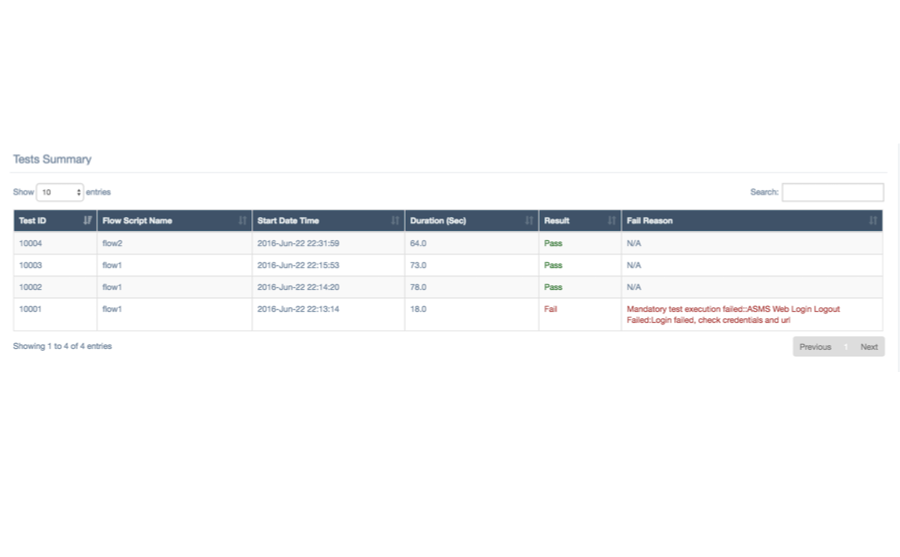 Tests Summary
Show 10 entries
Search:
Test ID Flow Script Name Start Date Time Duration (Sec) Result Fail Reason
10004 flow2 2016-Jun-22 22:31:59 64.0 Pass N/A
10003 flow1 2016-Jun-22 22:15:53 73.0 Pass N/A
10002 flow1 2016-Jun-22 22:14:20 78.0 Pass N/A
10001 flow1 2016-Jun-22 22:13:14 18.0 Fail Mandatory test execution failed::ASMS Web Login Logout
Failed:Login failed, check credentials and url
Showing 1 to 4 of 4 entries
Previous 1 Next